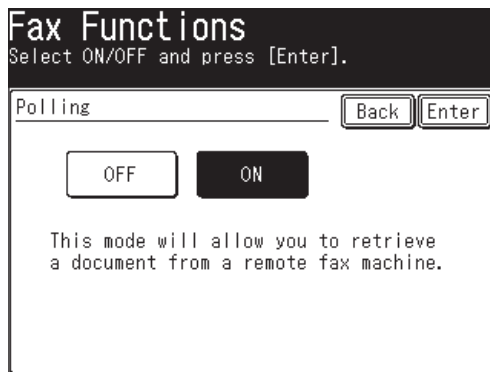 Fax Functions
Select ON/OFF and press [Enter].
Polling Back Enter
OFF ON
This mode will allow you to retrieve
a document from a remote fax machine.